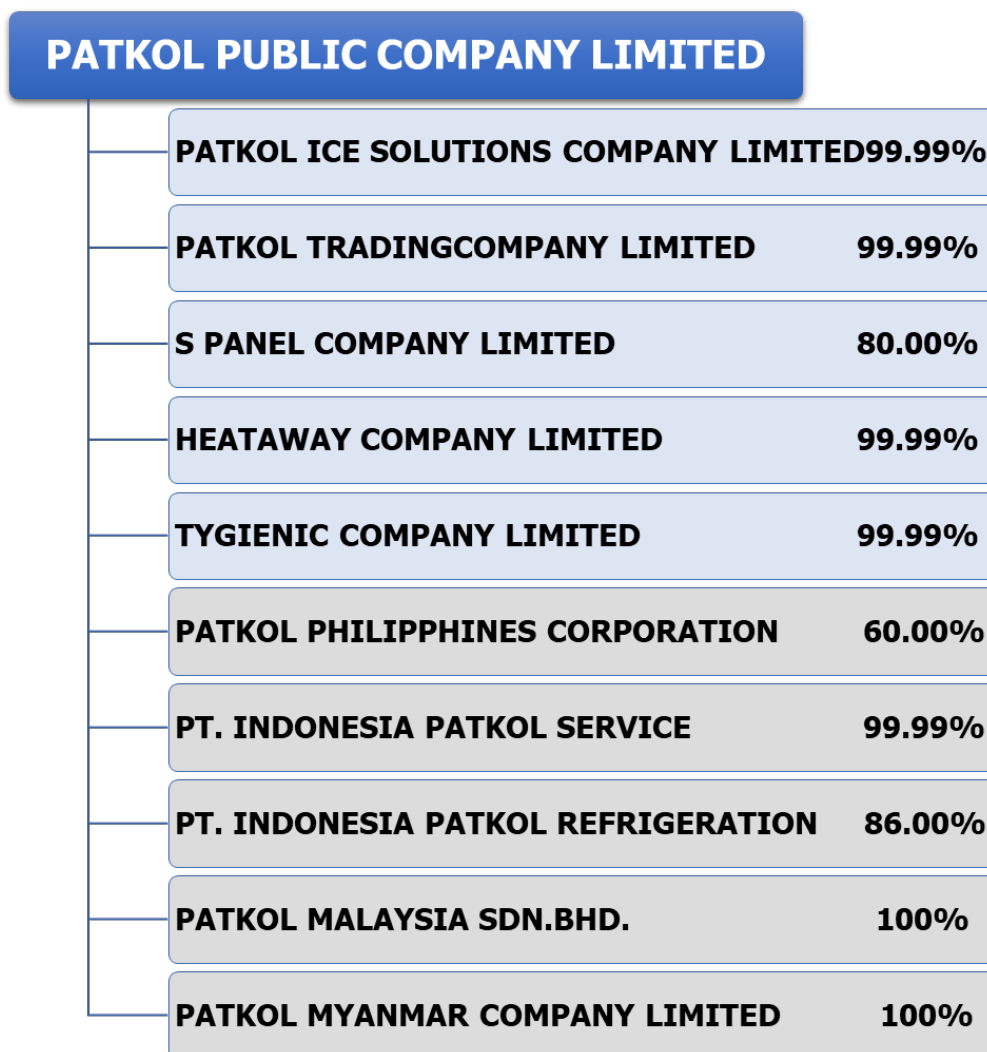 PATKOL PUBLIC COMPANY LIMITED
PATKOL ICE SOLUTIONS COMPANY LIMITED99.99%
PATKOL TRADINGCOMPANY LIMITED 99.99%
S PANEL COMPANY LIMITED 80.00%
HEATAWAY COMPANY LIMITED 99.99%
TYGIENIC COMPANY LIMITED 99.99%
PATKOL PHILIPPHINES CORPORATION 60.00%
PT. INDONESIA PATKOL SERVICE 99.99%
PT. INDONESIA PATKOL REFRIGERATION 86.00%
PATKOL MALAYSIA SDN.BHD. 100%
PATKOL MYANMAR COMPANY LIMITED 100%